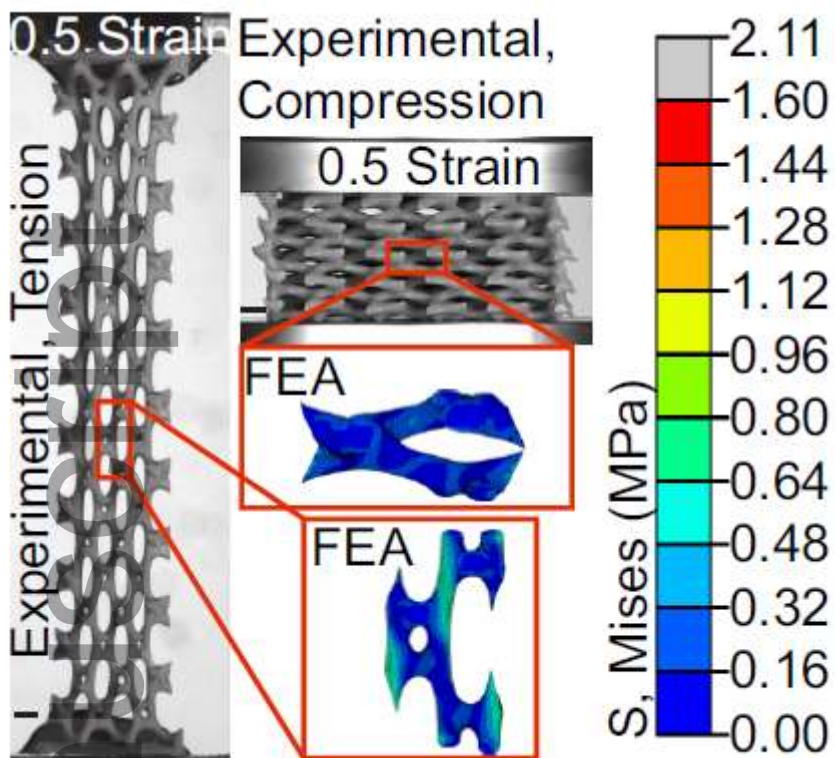 0.5 Strain
Experimental, Tension
Experimental,
Compression
0.5 Strain
FEA
FEA
S, Mises (MPa)
2.11
1.60
1.44
1.28
1.12
0.96
0.80
0.64
0.48
0.32
0.16
0.00